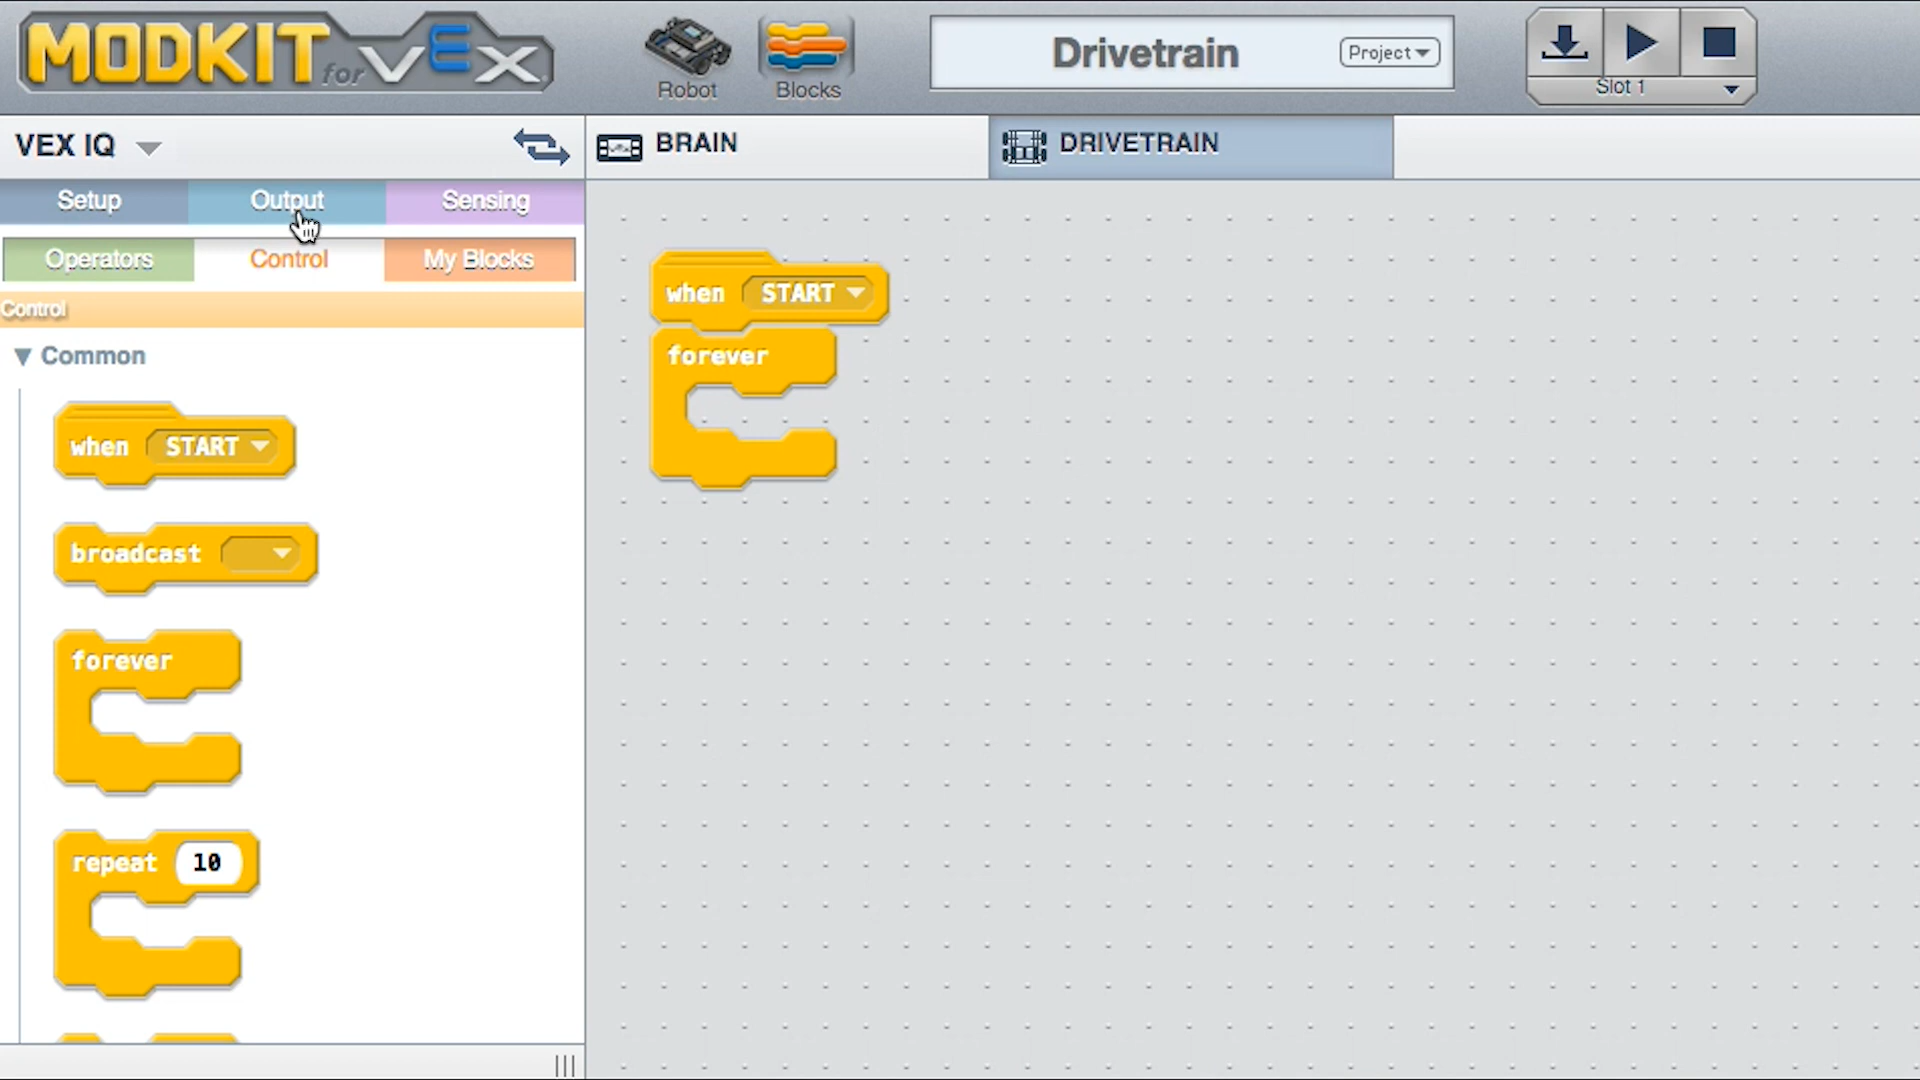 MODKIT for VEX
Robot
Blocks
Drivetrain
Project
Slot 1
VEX IQ
BRAIN
DRIVETRAIN
Setup
Output
Sensing
Operators
Control
My Blocks
Control
Common
when START
broadcast
forever
repeat 10
when START
forever